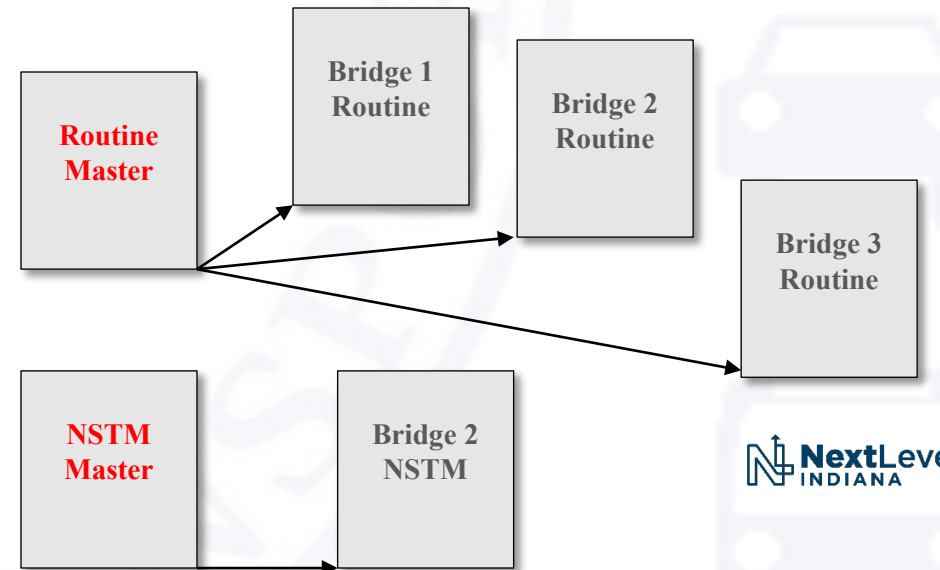 Bridge 1
Routine
Bridge 2
Routine
Routine
Master
Bridge 3
Routine
NSTM
Master
Bridge 2
NSTM
NextLeve
INDIANA